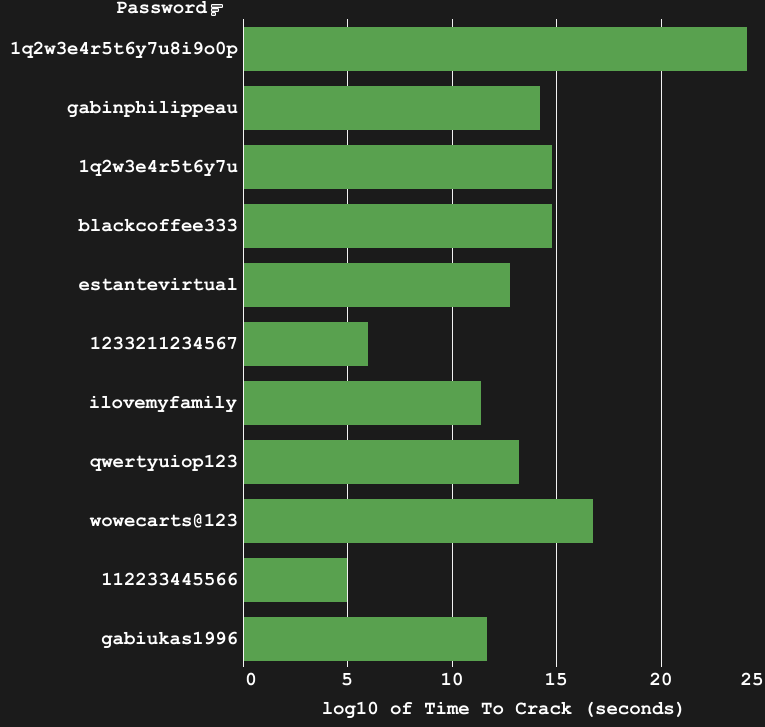 Password
1q2w3e4r5t6y7u8i9o0p
gabinphilippeau
1q2w3e4r5t6y7u
blackcoffee333
estantevirtual
1233211234567
ilovemyfamily
qwertyuiop123
wowecarts@123
112233445566
gabiukas1996
0 5 10 15 20 25
log10 of Time To Crack (seconds)